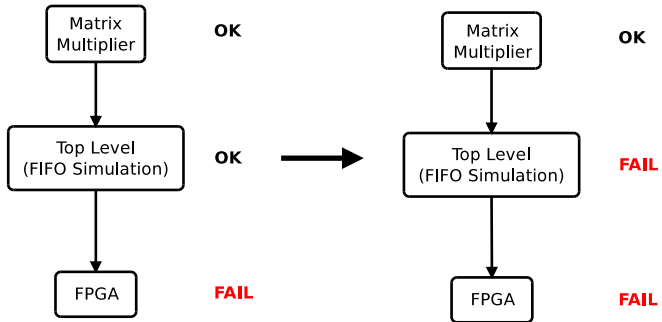 Matrix
Multiplier
OK
Top Level
(FIFO Simulation)
OK
FPGA
FAIL
Matrix
Multiplier
OK
Top Level
(FIFO Simulation)
FAIL
FPGA
FAIL